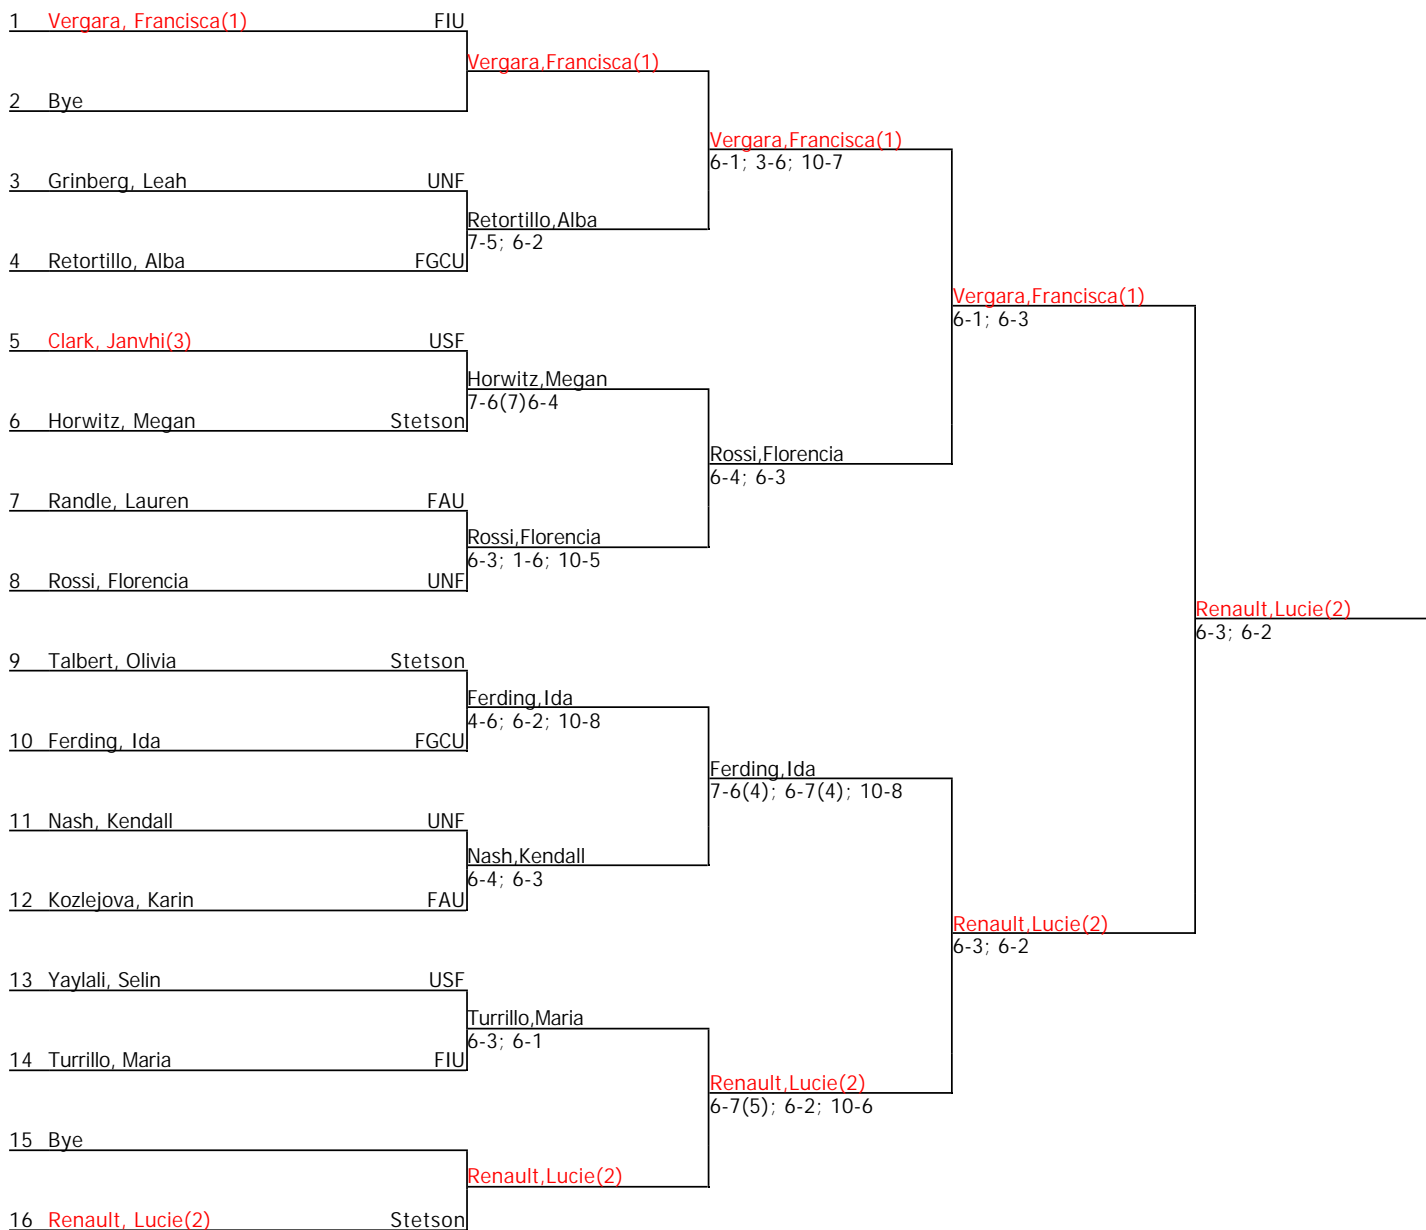 1 Vergara, Francisca(1) FIU
Vergara,Francisca(1)
2 Bye
Vergara,Francisca(1)
6-1; 3-6; 10-7
3 Grinberg, Leah UNF
Retortillo,Alba
7-5; 6-2
4 Retortillo, Alba FGCU
Vergara,Francisca(1)
6-1; 6-3
5 Clark, Janvhi(3) USF
Horwitz,Megan
7-6(7)6-4
6 Horwitz, Megan Stetson
Rossi,Florencia
6-4; 6-3
7 Randle, Lauren FAU
Rossi,Florencia
6-3; 1-6; 10-5
8 Rossi, Florencia UNF
Renault,Lucie(2)
6-3; 6-2
9 Talbert, Olivia Stetson
Ferding,Ida
4-6; 6-2; 10-8
10 Ferding, Ida FGCU
Ferding,Ida
7-6(4); 6-7(4); 10-8
11 Nash, Kendall UNF
Nash,Kendall
6-4; 6-3
12 Kozlejova, Karin FAU
Renault,Lucie(2)
6-3; 6-2
13 Yaylali, Selin USF
Turrillo,Maria
6-3; 6-1
14 Turrillo, Maria FIU
Renault,Lucie(2)
6-7(5); 6-2; 10-6
15 Bye
Renault,Lucie(2)
16 Renault, Lucie(2) Stetson